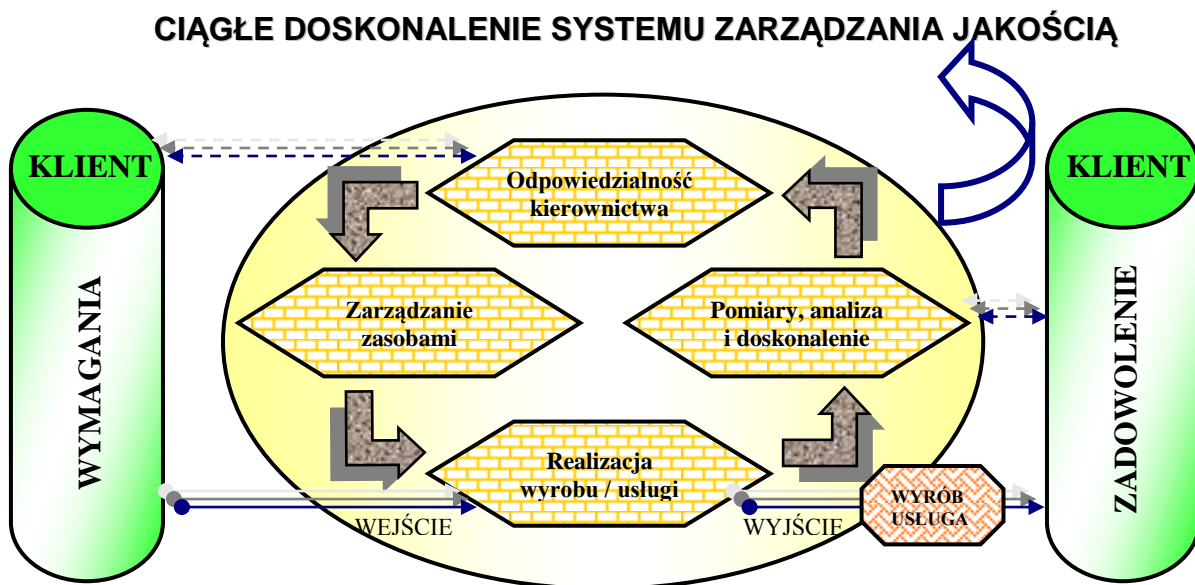 CIĄGŁE DOSKONALENIE SYSTEMU ZARZĄDZANIA JAKOŚCIĄ
KLIENT
WYMAGANIA
Odpowiedzialność
kierownictwa
Zarządzanie
zasobami
Pomiary, analiza
i doskonalenie
Realizacja
wyrobu / usługi
WEJŚCIE
WYJŚCIE
WYRÓB
USŁUGA
KLIENT
ZADOWOLENIE